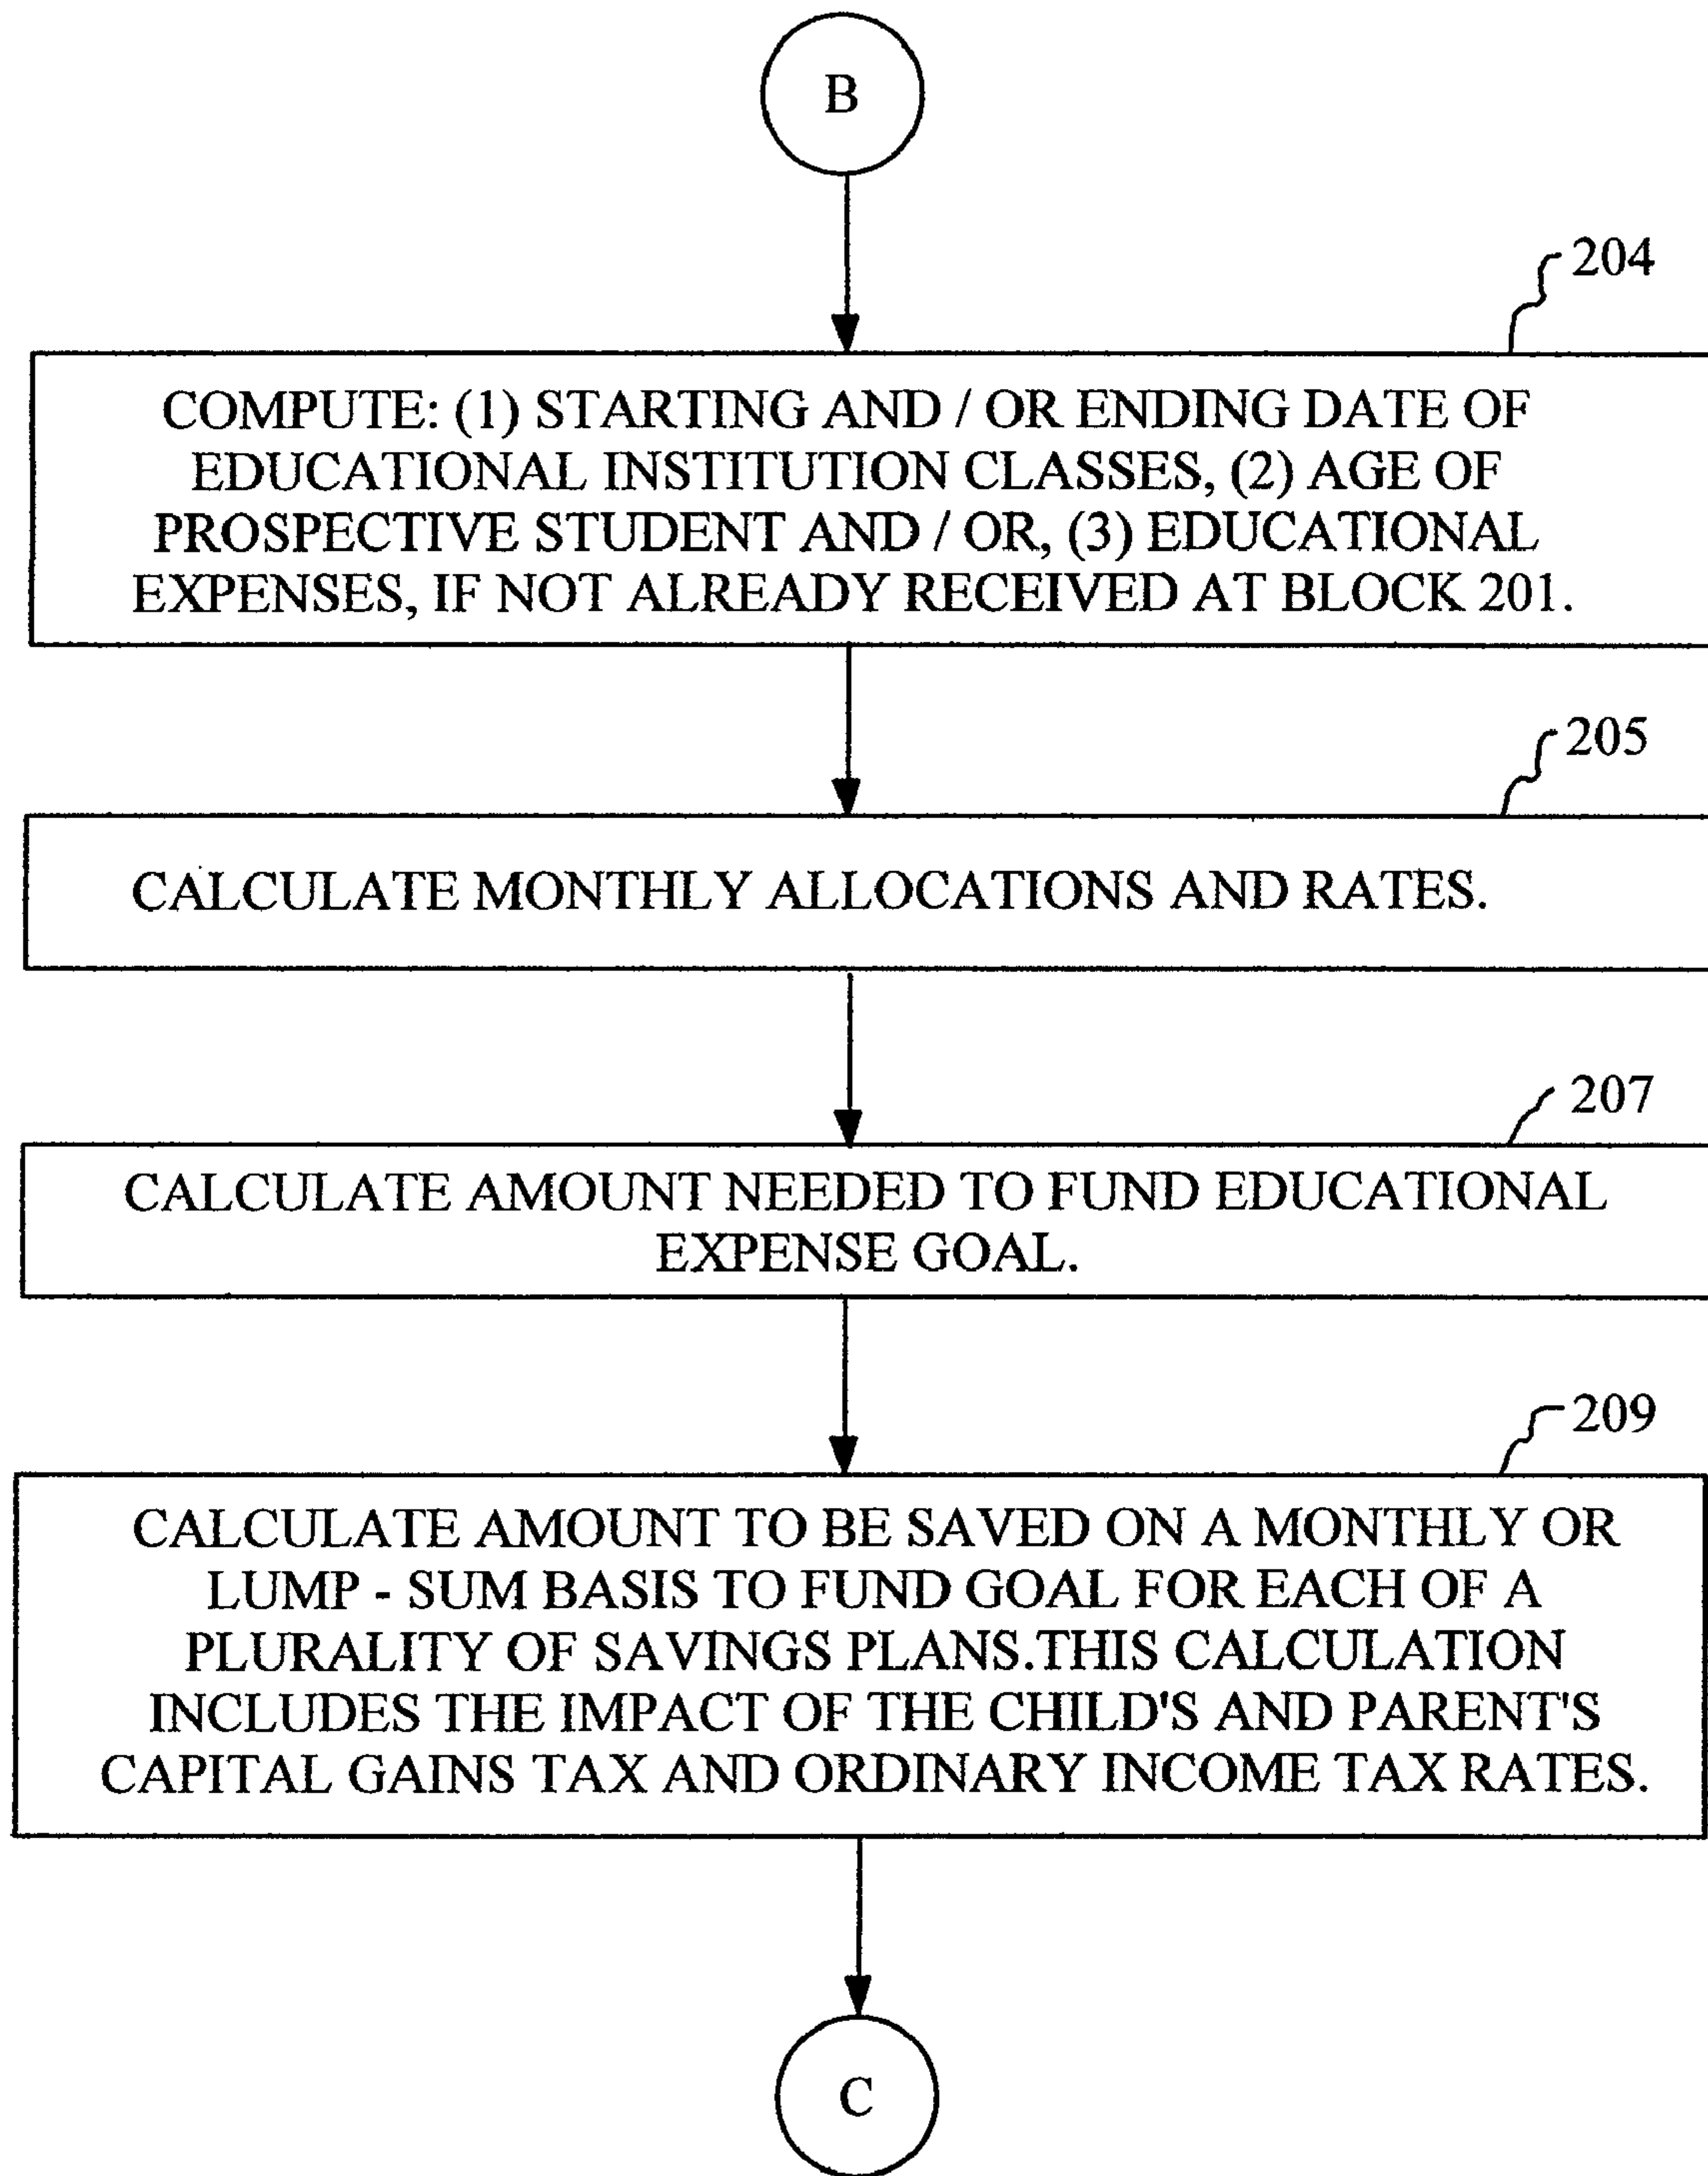 B
204
COMPUTE: (1) STARTING AND / OR ENDING DATE OF
EDUCATIONAL INSTITUTION CLASSES, (2) AGE OF
PROSPECTIVE STUDENT AND / OR, (3) EDUCATIONAL
EXPENSES, IF NOT ALREADY RECEIVED AT BLOCK 201.
205
CALCULATE MONTHLY ALLOCATIONS AND RATES.
207
CALCULATE AMOUNT NEEDED TO FUND EDUCATIONAL
EXPENSE GOAL.
209
CALCULATE AMOUNT TO BE SAVED ON A MONTHLY OR
LUMP - SUM BASIS TO FUND GOAL FOR EACH OF A
PLURALITY OF SAVINGS PLANS.THIS CALCULATION
INCLUDES THE IMPACT OF THE CHILD'S AND PARENT'S
CAPITAL GAINS TAX AND ORDINARY INCOME TAX RATES.
C